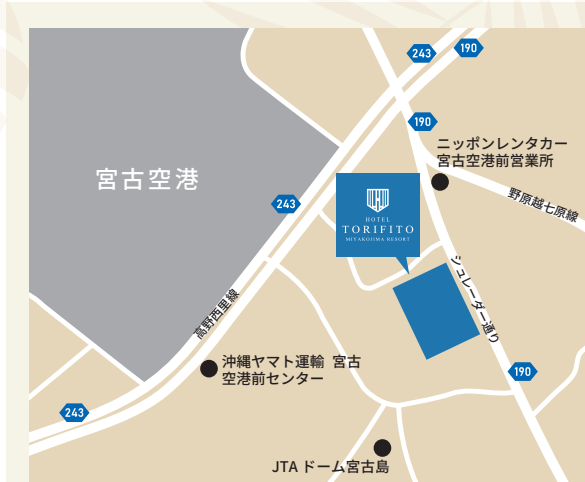 243
190
190
ニッポンレンタカー
宮古空港前営業所
宮古空港
野原越七原線
243
HOTEL
TORIFITO
MIYAKOJIMA RESORT
シュレーダー通り
高野西里線
沖縄ヤマト運輸 宮古
空港前センター
190
243
JTA ドーム宮古島